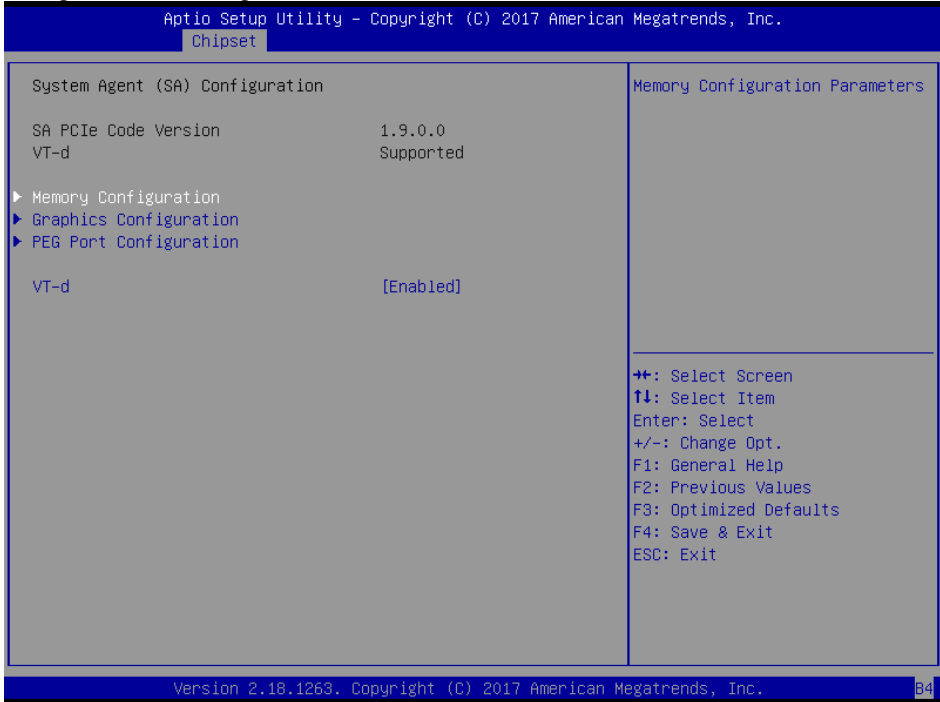 Aptio Setup Utility – Copyright (C) 2017 American Megatrends, Inc.
Chipset
System Agent (SA) Configuration
SA PCIe Code Version 1.9.0.0
VT-d Supported
Memory Configuration
Graphics Configuration
PEG Port Configuration
VT-d [Enabled]
Memory Configuration Parameters
→←: Select Screen
↑↓: Select Item
Enter: Select
+/-: Change Opt.
F1: General Help
F2: Previous Values
F3: Optimized Defaults
F4: Save & Exit
ESC: Exit
Version 2.18.1263. Copyright (C) 2017 American Megatrends, Inc.
B4